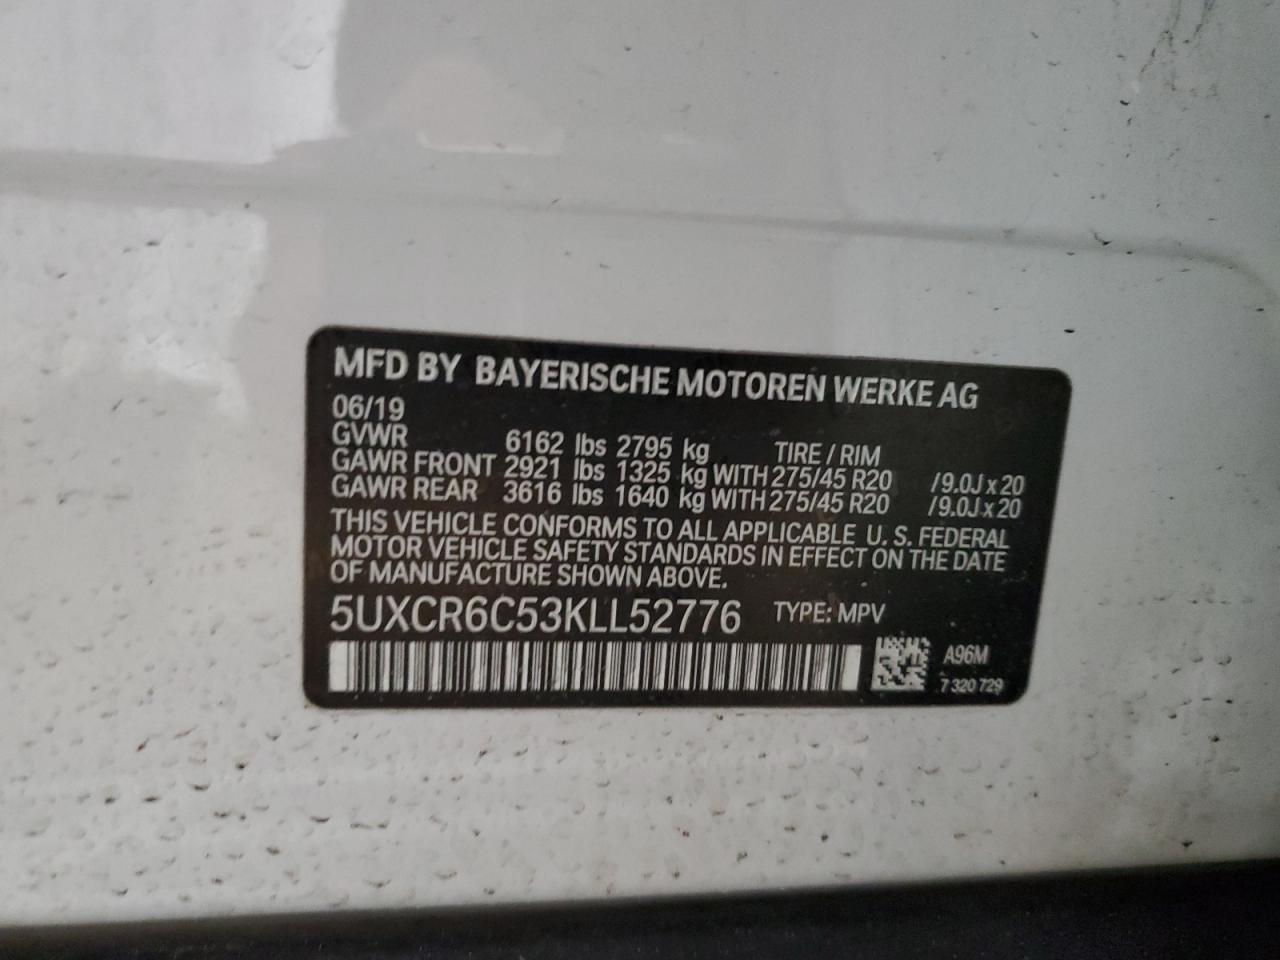 MFD BY BAYERISCHE MOTOREN WERKE AG
06/19
GVWR 6162 lbs 2795 kg TIRE / RIM
GAWR FRONT 2921 lbs 1325 kg WITH 275/45 R20 /9.0J x 20
GAWR REAR 3616 lbs 1640 kg WITH 275/45 R20 /9.0J x 20
THIS VEHICLE CONFORMS TO ALL APPLICABLE U. S. FEDERAL
MOTOR VEHICLE SAFETY STANDARDS IN EFFECT ON THE DATE
OF MANUFACTURE SHOWN ABOVE.
5UXCR6C53KLL52776 TYPE: MPV
A96M
7 320 729